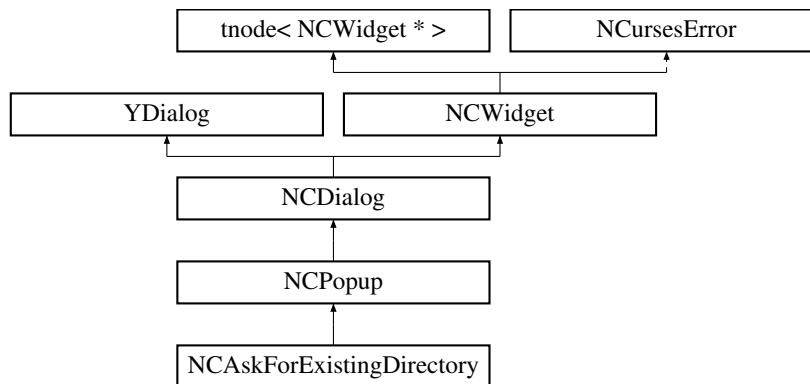 tnode< NCWidget * >
NCursesError
YDialog
NCWidget
NCDialog
NCPopup
NCAskForExistingDirectory